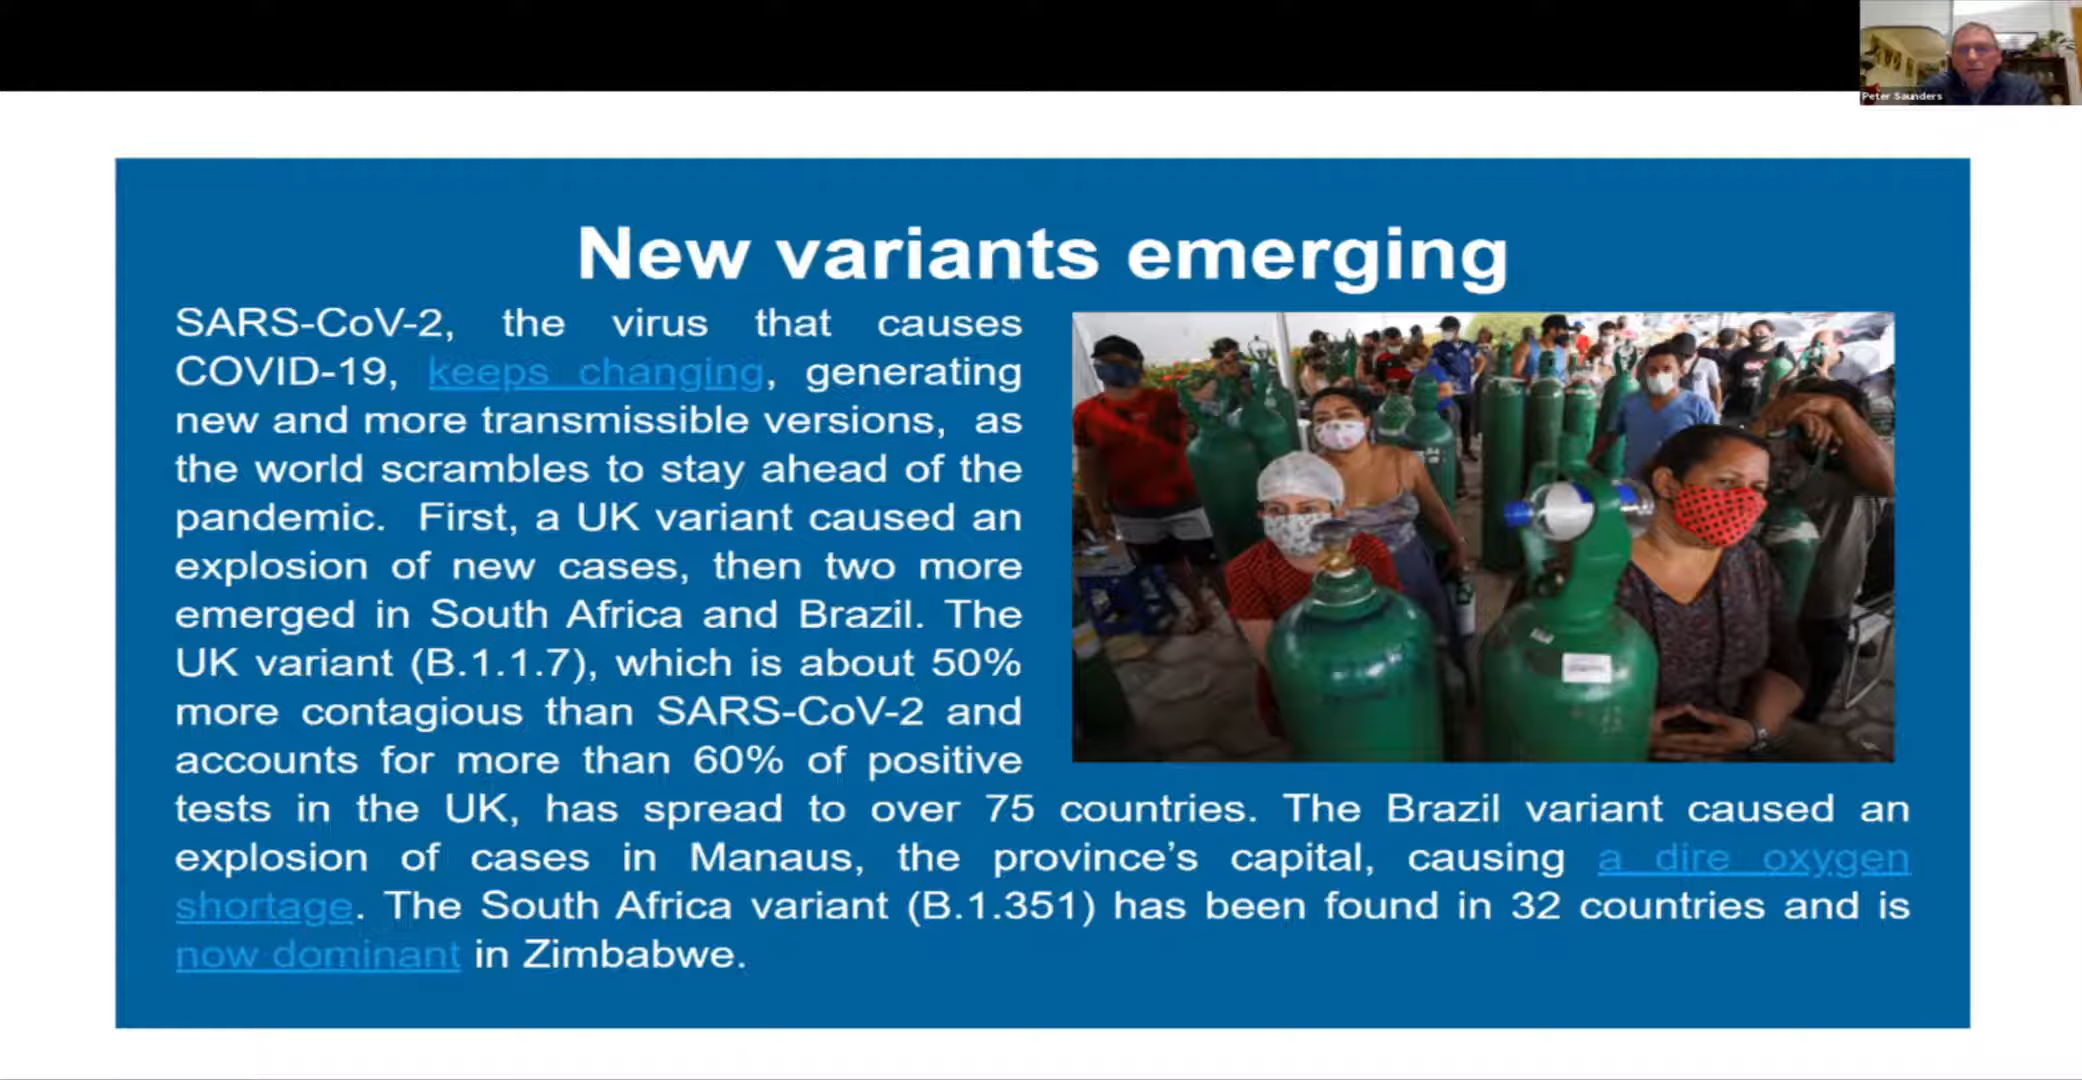 Peter Saunders
New variants emerging
SARS-CoV-2, the virus that causes
COVID-19, keeps changing, generating
new and more transmissible versions, as
the world scrambles to stay ahead of the
pandemic. First, a UK variant caused an
explosion of new cases, then two more
emerged in South Africa and Brazil. The
UK variant (B.1.1.7), which is about 50%
more contagious than SARS-CoV-2 and
accounts for more than 60% of positive
tests in the UK, has spread to over 75 countries. The Brazil variant caused an
explosion of cases in Manaus, the province’s capital, causing a dire oxygen
shortage. The South Africa variant (B.1.351) has been found in 32 countries and is
now dominant in Zimbabwe.